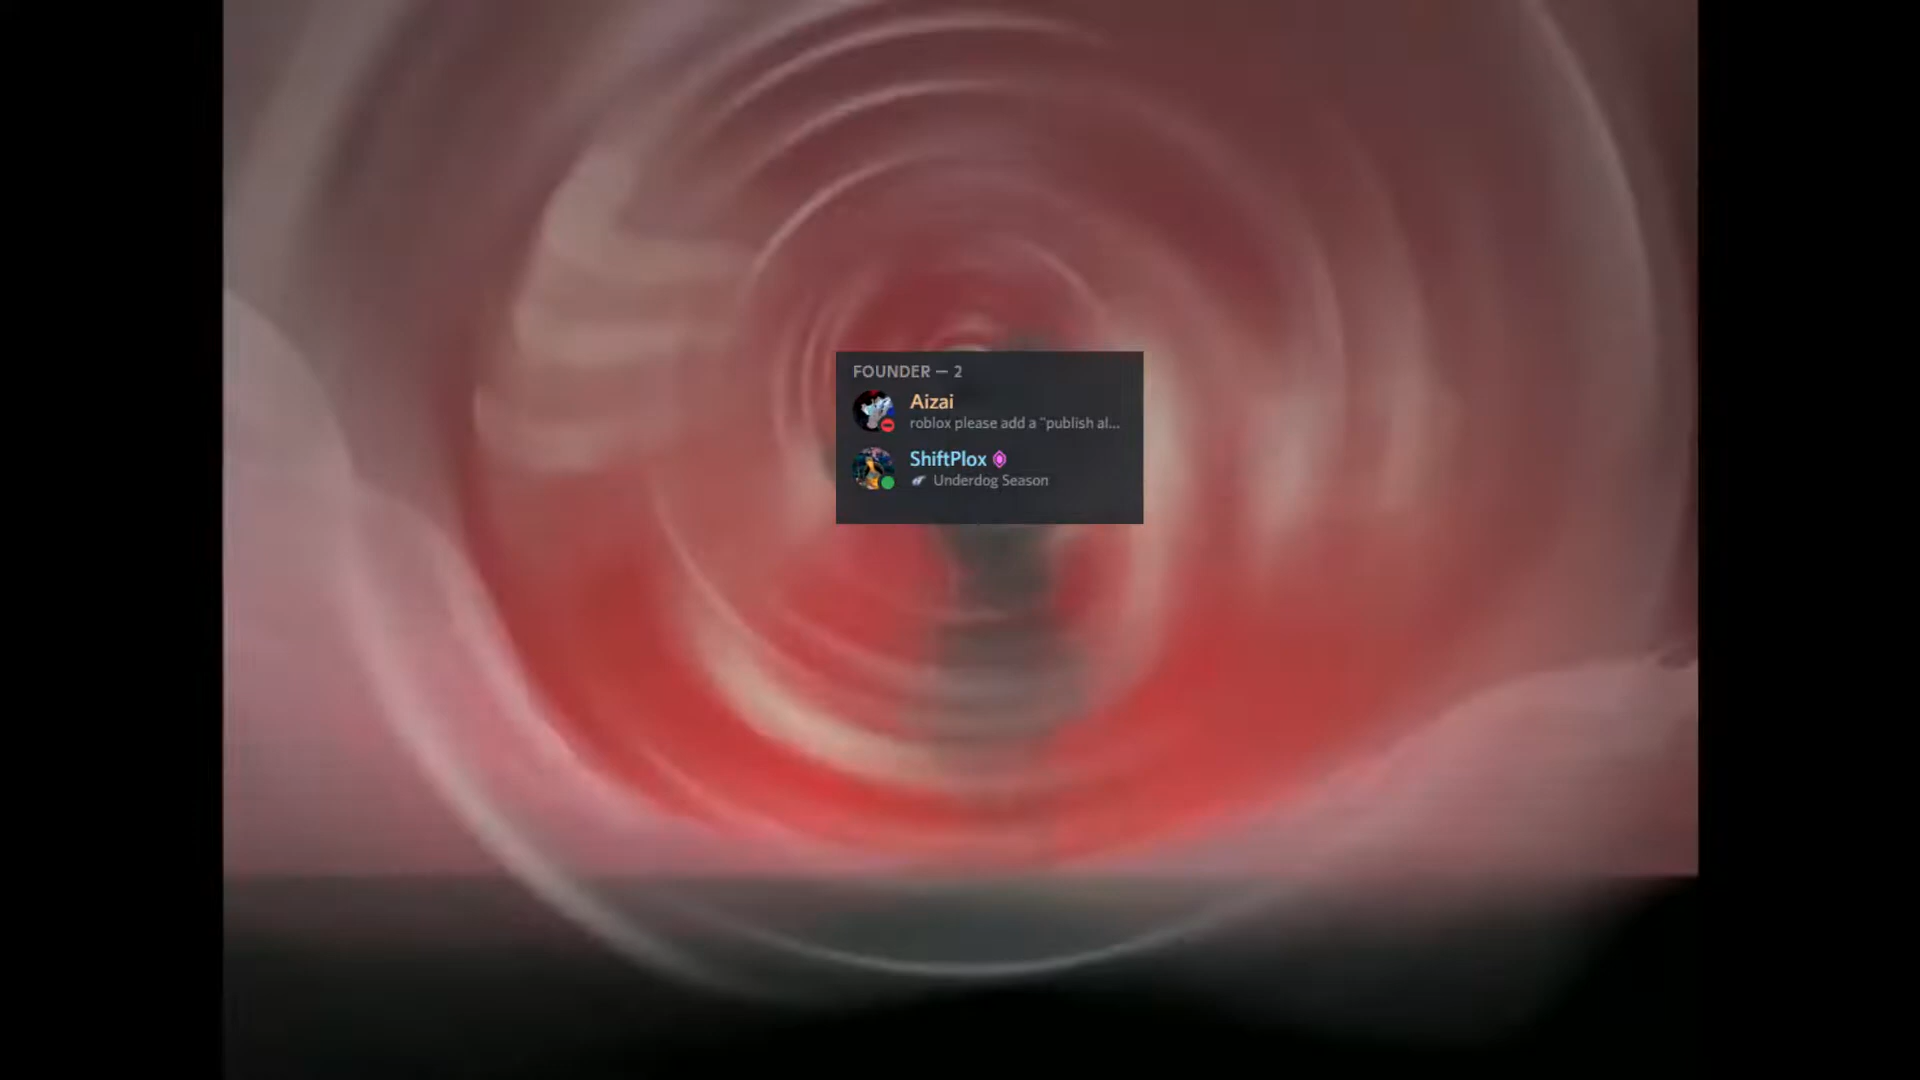 FOUNDER — 2
Aizai
roblox please add a "publish al...
ShiftPlox
Underdog Season